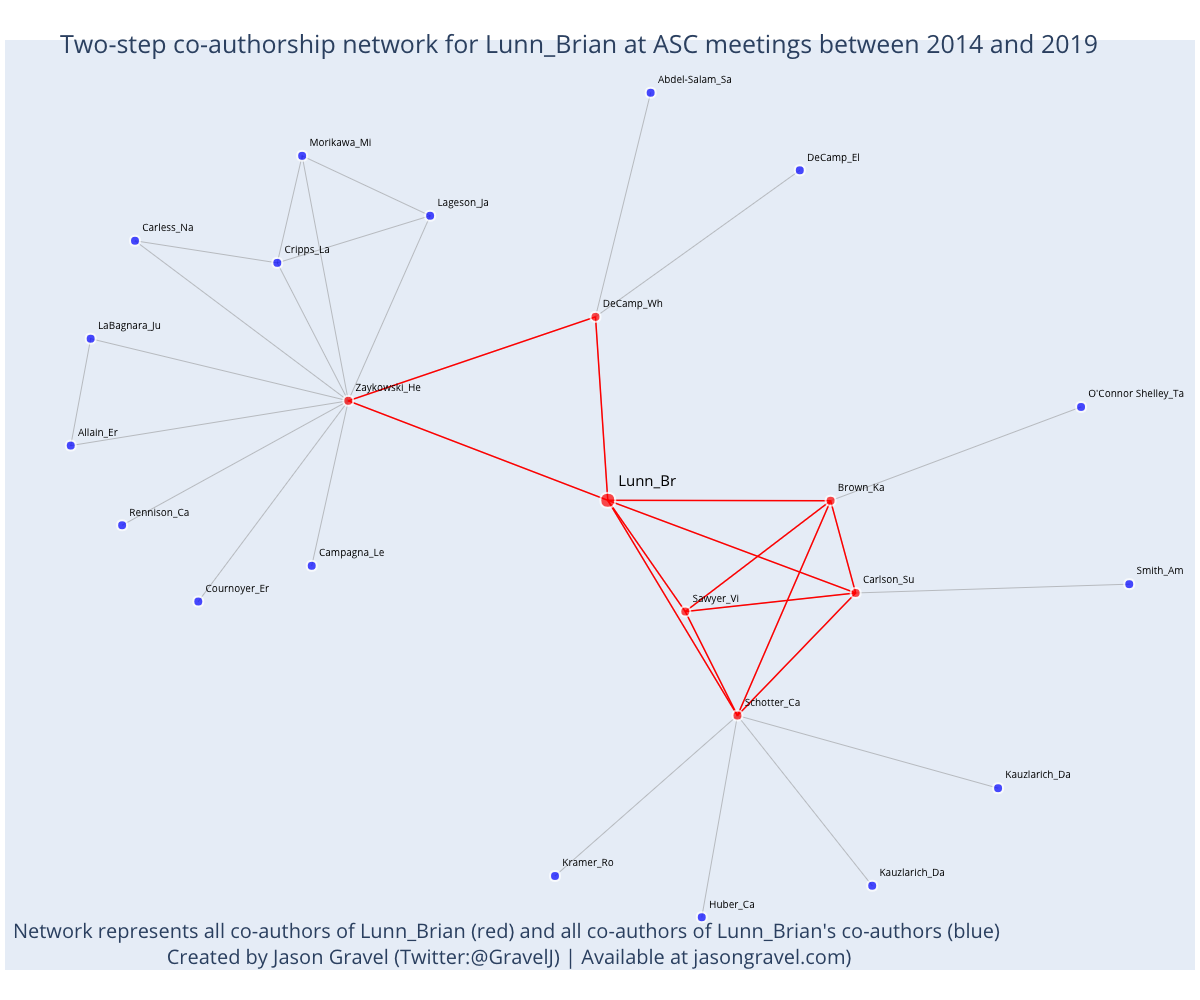 Two-step co-authorship network for Lunn_Brian at ASC meetings between 2014 and 2019
Abdel-Salam_Sa
Morikawa_Mi
DeCamp_El
Lageson_Ja
Carless_Na
Cripps_La
DeCamp_Wh
LaBagnara_Ju
Zaykowski_He
O'Connor Shelley_Ta
Allain_Er
Lunn_Br
Brown_Ka
Rennison_Ca
Campagna_Le
Smith_Am
Carlson_Su
Cournoyer_Er
Sawyer_Vi
Schotter_Ca
Kauzlarich_Da
Kramer_Ro
Kauzlarich_Da
Huber_Ca
Network represents all co-authors of Lunn_Brian (red) and all co-authors of Lunn_Brian's co-authors (blue)
Created by Jason Gravel (Twitter:@GravelJ) | Available at jasongravel.com)